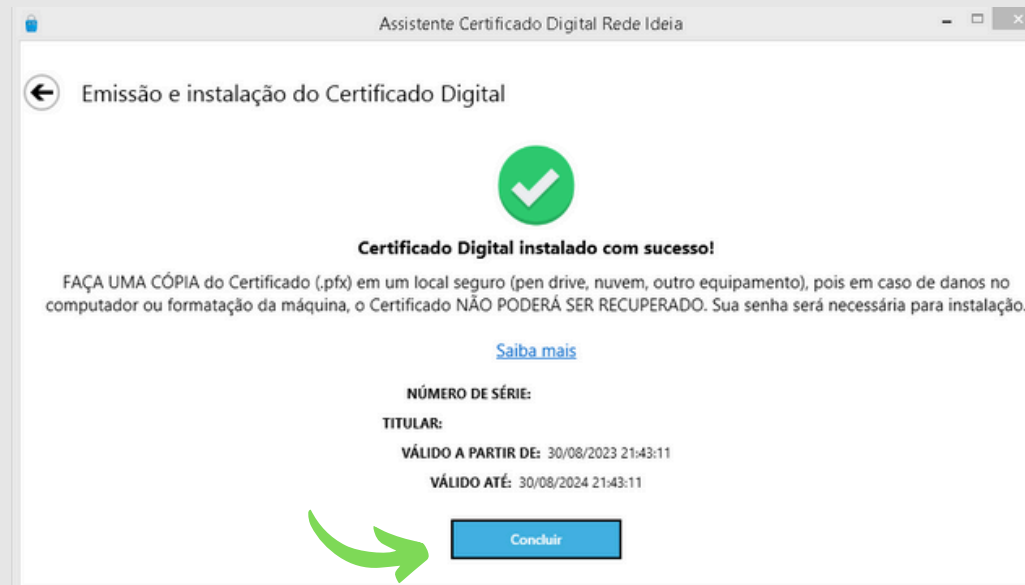 Assistente Certificado Digital Rede Ideia
Emissão e instalação do Certificado Digital
Certificado Digital instalado com sucesso!
FAÇA UMA CÓPIA do Certificado (.pfx) em um local seguro (pen drive, nuvem, outro equipamento), pois em caso de danos no
computador ou formatação da máquina, o Certificado NÃO PODERÁ SER RECUPERADO. Sua senha será necessária para instalação.
Saiba mais
NÚMERO DE SÉRIE:
TITULAR:
VÁLIDO A PARTIR DE: 30/08/2023 21:43:11
VÁLIDO ATÉ: 30/08/2024 21:43:11
Concluir